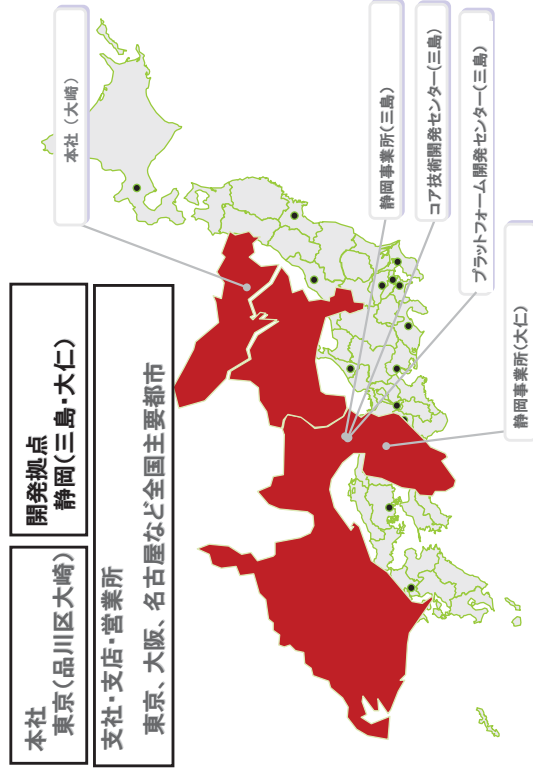 本社
東京(品川区大崎)
開発拠点
静岡(三島・大仁)
支社・支店・営業所
東京、大阪、名古屋など全国主要都市
本社（大崎）
静岡事業所(三島)
コア技術開発センター(三島)
プラットフォーム開発センター(三島)
静岡事業所(大仁)